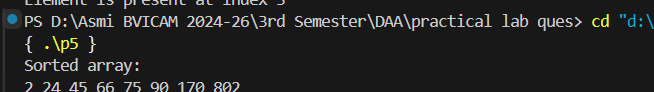 Element is present at index 3
PS D:\Asmi BVICAM 2024-26\3rd Semester\DAA\practical lab ques> cd "d:\
{ .\p5 }
Sorted array:
2 24 45 66 75 90 170 802